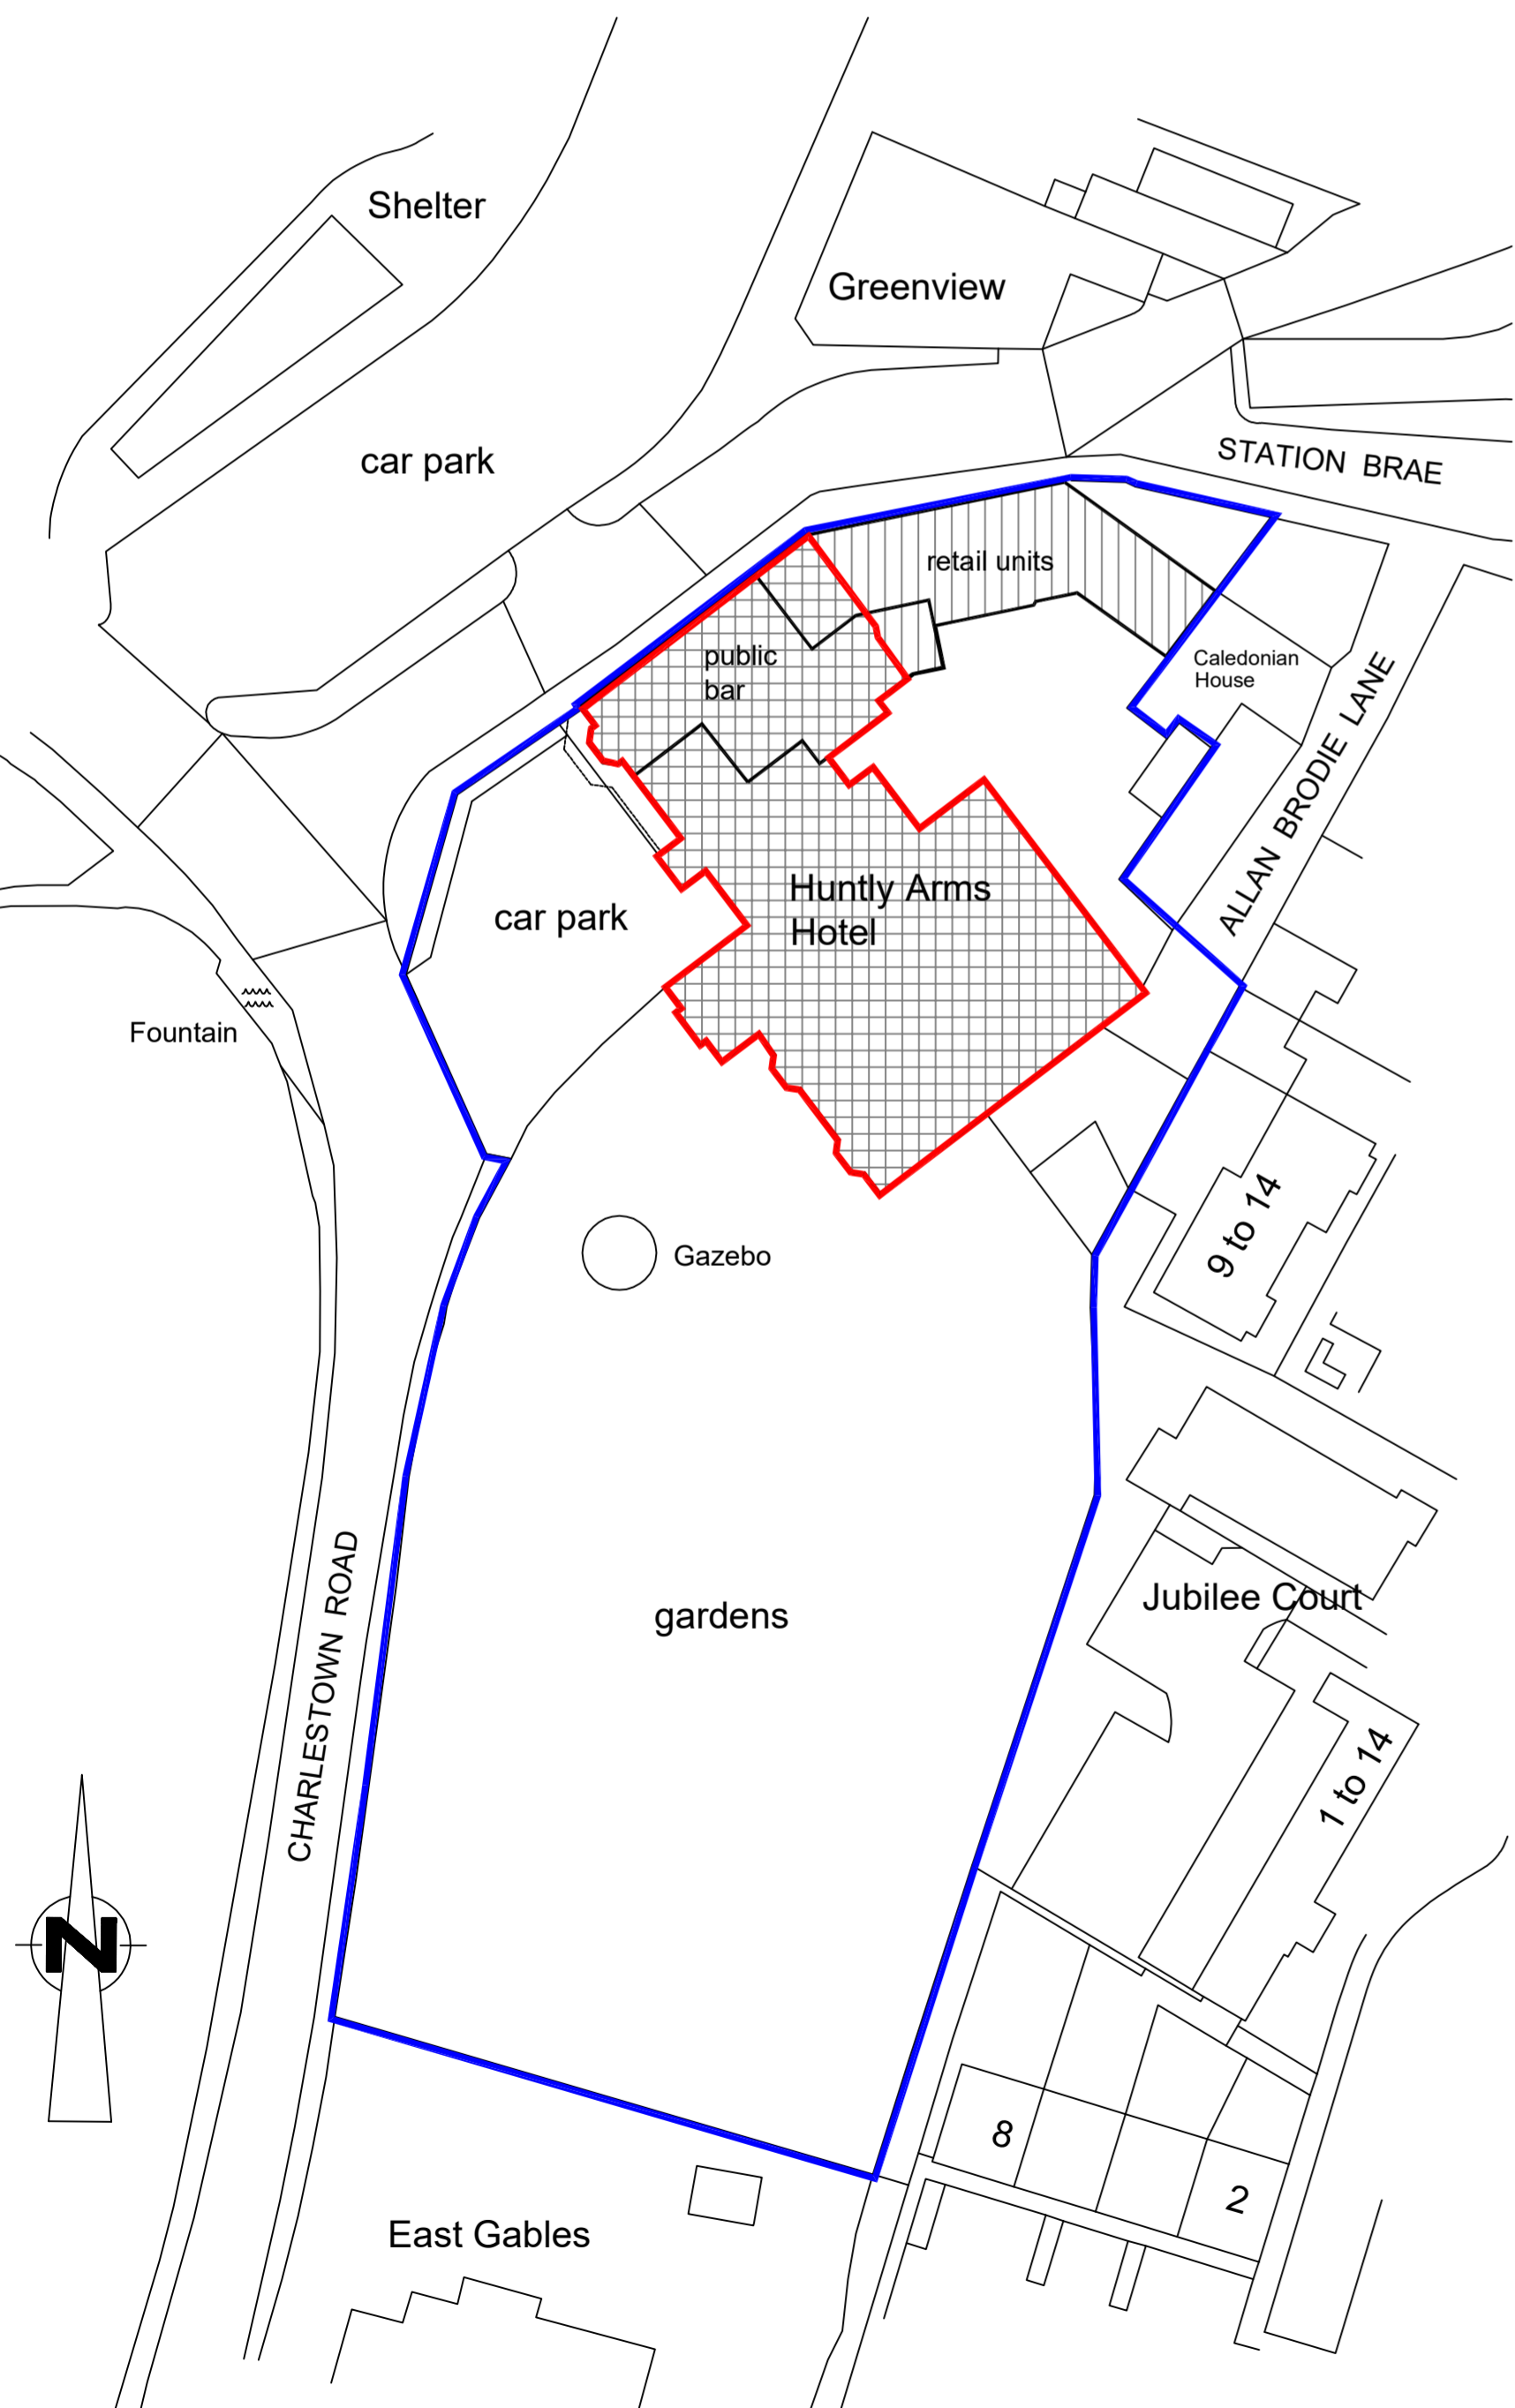 Shelter
Greenview
car park
STATION BRAE
retail units
public
bar
Caledonian
House
ALLAN BRODIE LANE
Huntly Arms
Hotel
car park
Fountain
9 to 14
Gazebo
Jubilee Court
gardens
CHARLESTOWN ROAD
1 to 14
N
8
2
East Gables